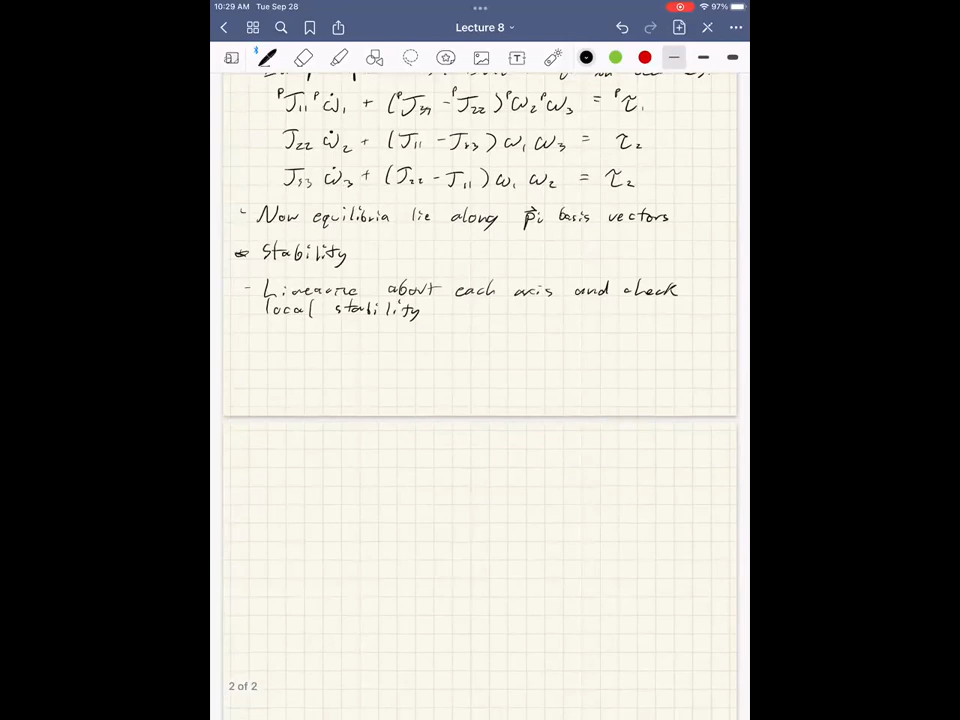 10:29 AM Tue Sep 28
97%
Lecture 8
ᴾJ₁₁ ᴾω̇₁ + (ᴾJ₃₃ - ᴾJ₂₂) ᴾω₂ ᴾω₃ = ᴾτ₁
J₂₂ ω̇₂ + (J₁₁ - J₃₃) ω₁ ω₃ = τ₂
J₃₃ ω̇₃ + (J₂₂ - J₁₁) ω₁ ω₂ = τ₂
- Now equilibria lie along p⃗i basis vectors
* Stability
- Linearize about each axis and check
local stability
2 of 2